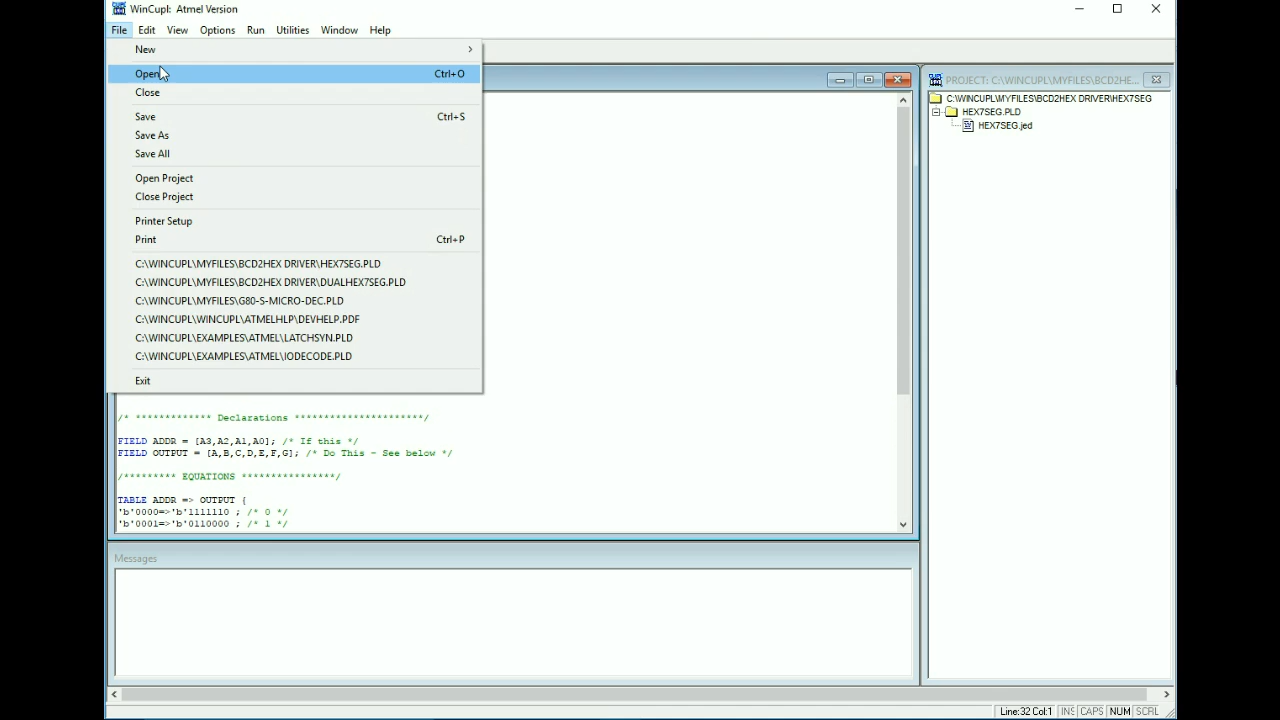 WinCupl: Atmel Version
File Edit View Options Run Utilities Window Help
New
Open Ctrl+O
Close
Save Ctrl+S
Save As
Save All
Open Project
Close Project
Printer Setup
Print Ctrl+P
C:\WINCUPL\MYFILES\BCD2HEX DRIVER\HEX7SEG.PLD
C:\WINCUPL\MYFILES\BCD2HEX DRIVER\DUALHEX7SEG.PLD
C:\WINCUPL\MYFILES\G80-S-MICRO-DEC.PLD
C:\WINCUPL\WINCUPL\ATMELHLP\DEVHELP.PDF
C:\WINCUPL\EXAMPLES\ATMEL\LATCHSYN.PLD
C:\WINCUPL\EXAMPLES\ATMEL\IODECODE.PLD
Exit
/* ************* Declarations **********************/
FIELD ADDR = [A3,A2,A1,A0]; /* If this */
FIELD OUTPUT = [A,B,C,D,E,F,G]; /* Do This - See below */
/********* EQUATIONS ****************/
TABLE ADDR => OUTPUT {
'b'0000=>'b'1111110 ; /* 0 */
'b'0001=>'b'0110000 ; /* 1 */
Messages
PROJECT: C:\WINCUPL\MYFILES\BCD2HE...
C:\WINCUPL\MYFILES\BCD2HEX DRIVER\HEX7SEG
HEX7SEG.PLD
HEX7SEG.jed
Line:32 Col:1 INS CAPS NUM SCRL